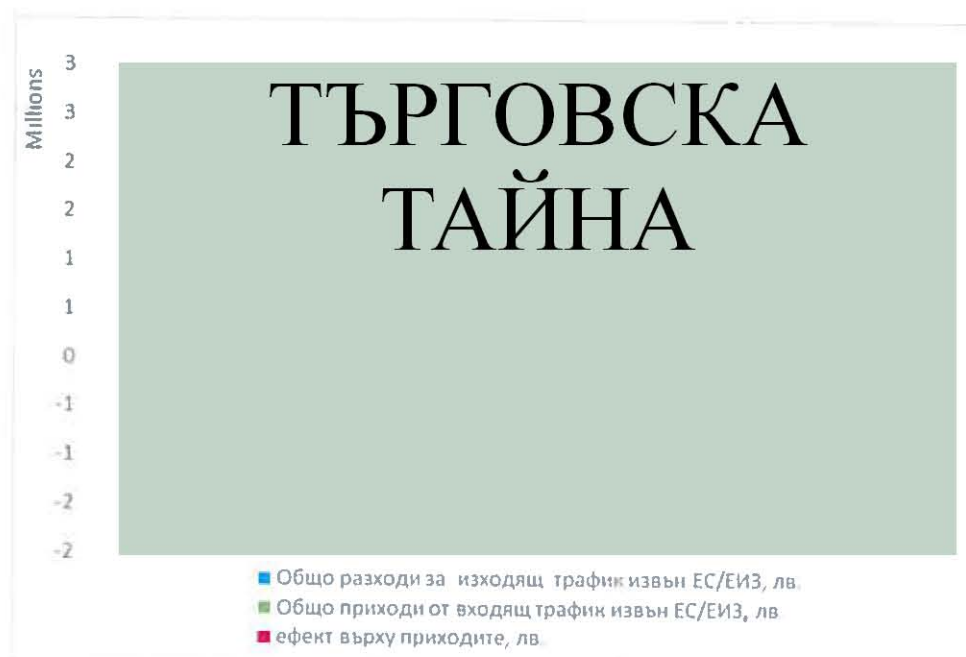 Millions
3
3
2
2
1
1
0
-1
-1
-2
-2
ТЪРГОВСКА
ТАЙНА
Общо разходи за изходящ трафик извън ЕС/ЕИЗ, лв.
Общо приходи от входящ трафик извън ЕС/ЕИЗ, лв
ефект върху приходите, лв.